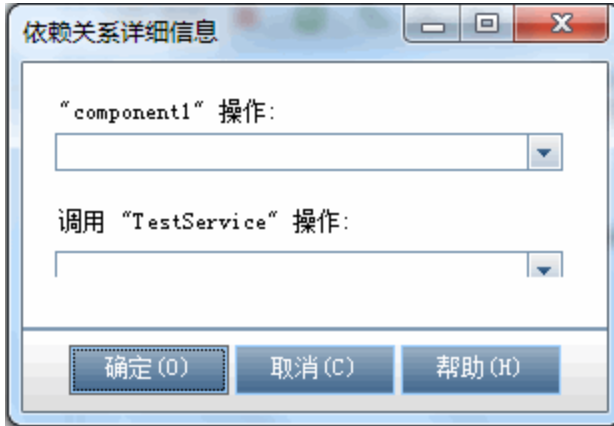 依赖关系详细信息
“component1” 操作:
调用 “TestService” 操作:
确定(O)
取消(C)
帮助(H)